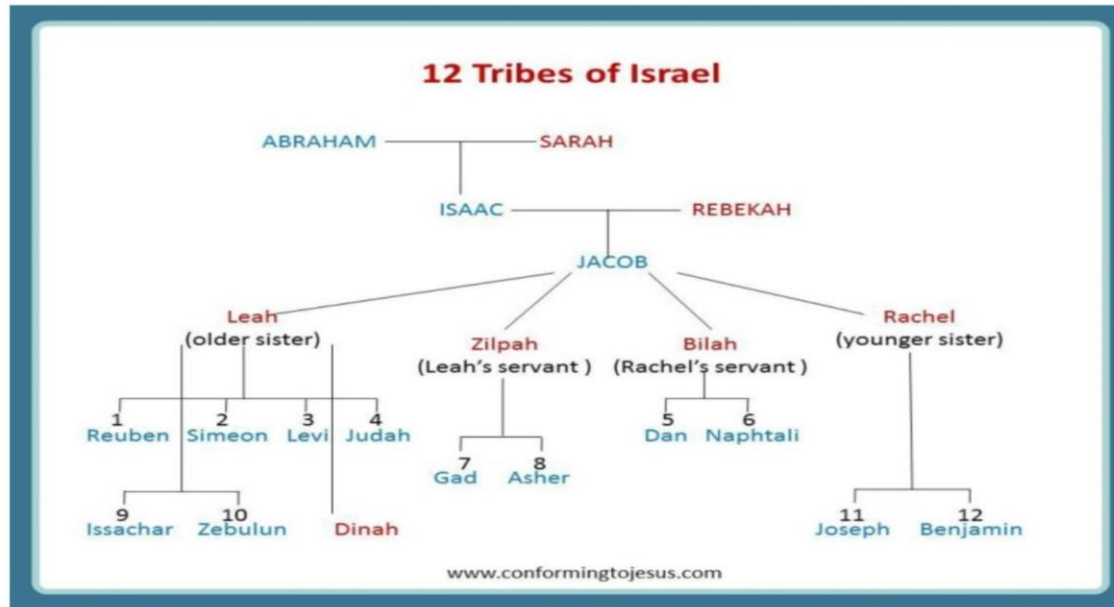 12 Tribes of Israel
ABRAHAM SARAH
ISAAC REBEKAH
JACOB
Leah
(older sister)
Zilpah
(Leah's servant )
Bilah
(Rachel's servant )
Rachel
(younger sister)
1 2 3 4
Reuben Simeon Levi Judah
5 6
Dan Naphtali
7 8
Gad Asher
9 10
Issachar Zebulun Dinah
11 12
Joseph Benjamin
www.conformingtojesus.com